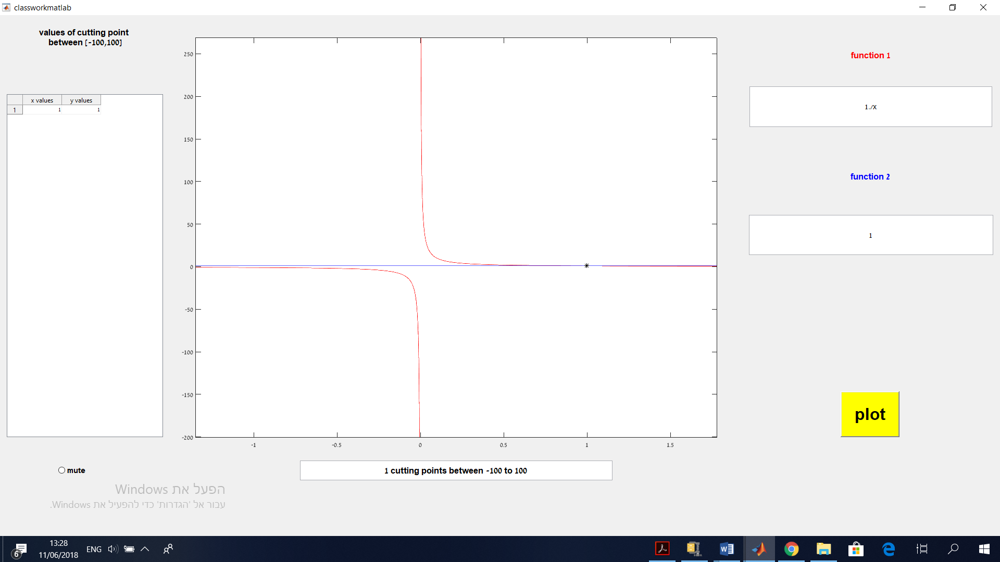 classworkmatlab
values of cutting point
between [-100,100]
x values y values
1 1 1
250
200
150
100
50
0
-50
-100
-150
-200
-1 -0.5 0 0.5 1 1.5
function 1
1./X
function 2
1
plot
mute
1 cutting points between -100 to 100
הפעל את Windows
עבור אל 'הגדרות' כדי להפעיל את Windows.
6
13:28
11/06/2018
ENG